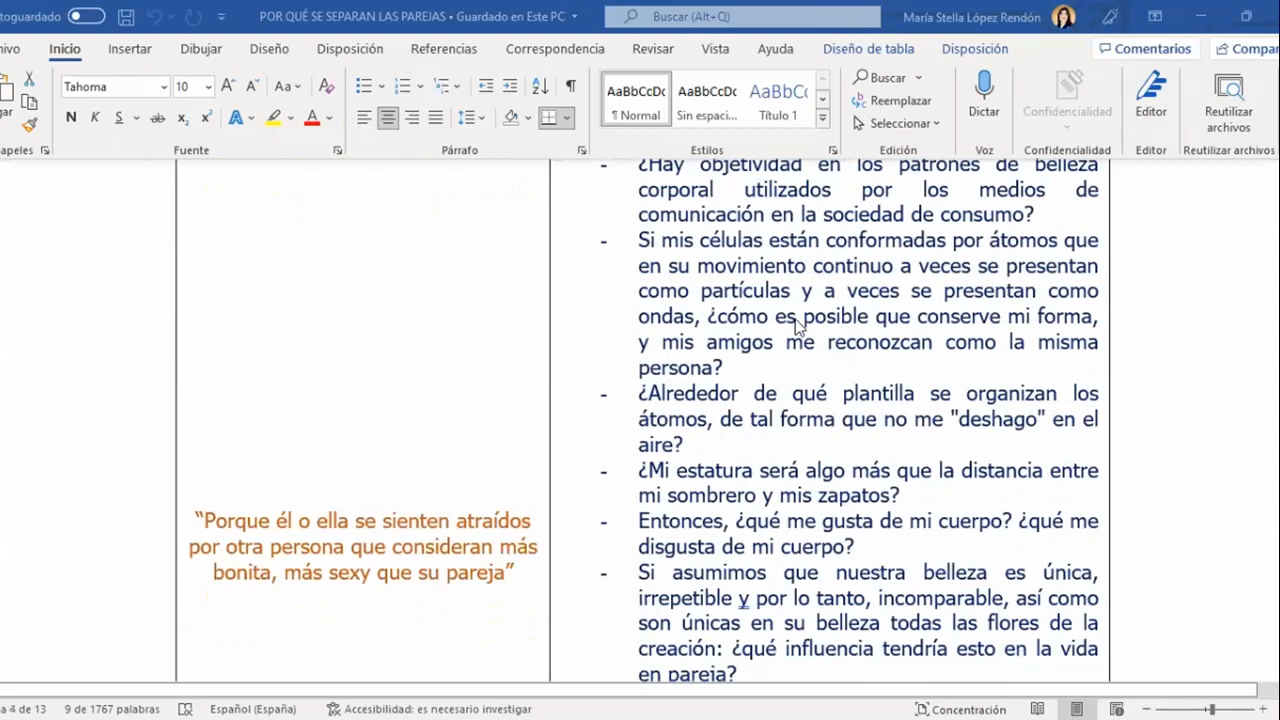 toguardado
POR QUÉ SE SEPARAN LAS PAREJAS • Guardado en Este PC
Buscar (Alt+Q)
María Stella López Rendón
hivo Inicio Insertar Dibujar Diseño Disposición Referencias Correspondencia Revisar Vista Ayuda Diseño de tabla Disposición Comentarios Compar
gar
Tahoma 10 Aa
N K S ab x₂ x² A A
AaBbCcDc AaBbCcDc AaBbCc
¶ Normal Sin espaci... Título 1
Buscar
Reemplazar
Seleccionar
Dictar
Confidencialidad
Editor
Reutilizar
archivos
apeles Fuente Párrafo Estilos Edición Voz Confidencialidad Editor Reutilizar archivos
- ¿Hay objetividad en los patrones de belleza
corporal utilizados por los medios de
comunicación en la sociedad de consumo?
- Si mis células están conformadas por átomos que
en su movimiento continuo a veces se presentan
como partículas y a veces se presentan como
ondas, ¿cómo es posible que conserve mi forma,
y mis amigos me reconozcan como la misma
persona?
- ¿Alrededor de qué plantilla se organizan los
átomos, de tal forma que no me "deshago" en el
aire?
- ¿Mi estatura será algo más que la distancia entre
mi sombrero y mis zapatos?
- Entonces, ¿qué me gusta de mi cuerpo? ¿qué me
disgusta de mi cuerpo?
- Si asumimos que nuestra belleza es única,
irrepetible y por lo tanto, incomparable, así como
son únicas en su belleza todas las flores de la
creación: ¿qué influencia tendría esto en la vida
en pareja?
“Porque él o ella se sienten atraídos
por otra persona que consideran más
bonita, más sexy que su pareja”
a 4 de 13 9 de 1767 palabras Español (España) Accesibilidad: es necesario investigar Concentración